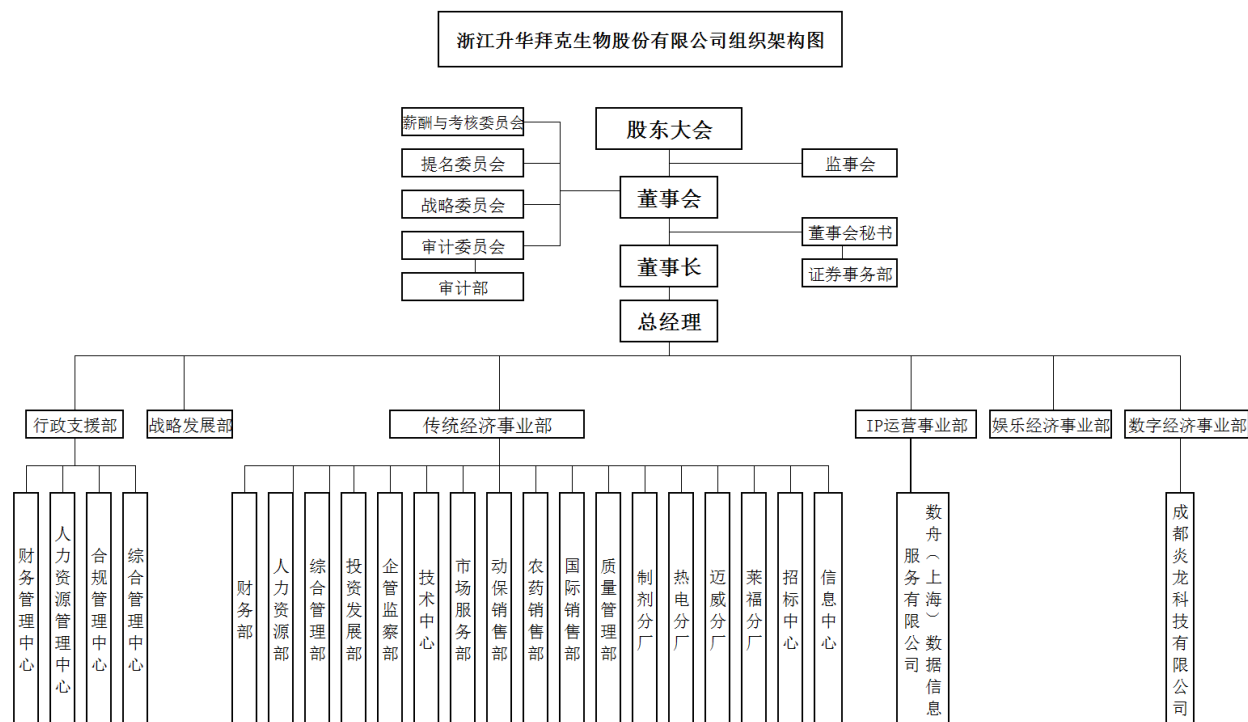 浙江升华拜克生物股份有限公司组织架构图
薪酬与考核委员会
股东大会
提名委员会
监事会
董事会
战略委员会
董事会秘书
审计委员会
董事长
证券事务部
审计部
总经理
行政支援部
战略发展部
传统经济事业部
IP运营事业部
娱乐经济事业部
数字经济事业部
财务管理中心
人力资源管理中心
合规管理中心
综合管理中心
财务部
人力资源部
综合管理部
投资发展部
企管监察部
技术中心
市场服务部
动保销售部
农药销售部
国际销售部
质量管理部
制剂分厂
热电分厂
迈威分厂
莱福分厂
招标中心
信息中心
数舟（上海）数据信息
服务有限公司
成都炎龙科技有限公司